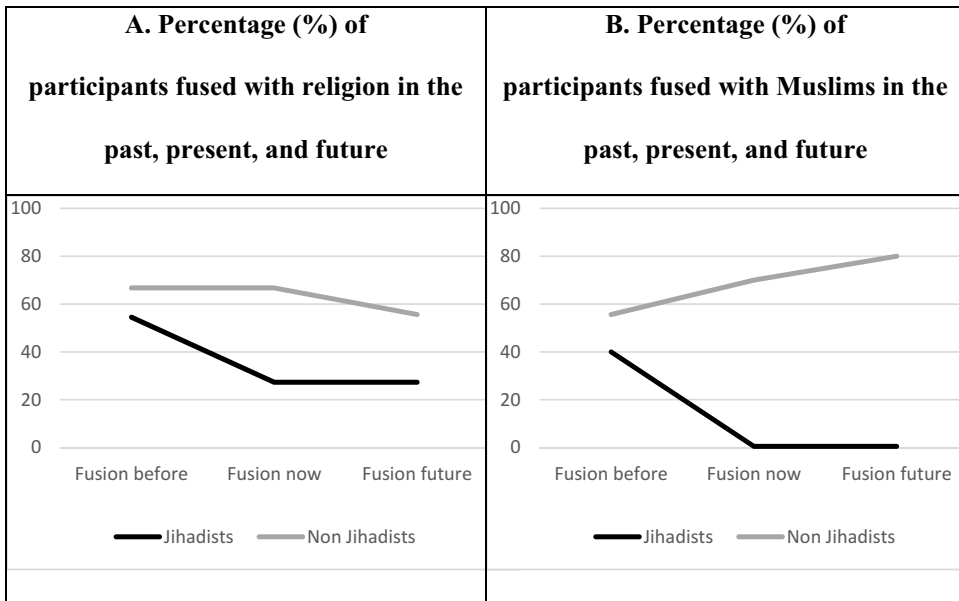 A. Percentage (%) of
participants fused with religion in the
past, present, and future
B. Percentage (%) of
participants fused with Muslims in the
past, present, and future
100
80
60
40
20
0
Fusion before Fusion now Fusion future
Jihadists Non Jihadists
100
80
60
40
20
0
Fusion before Fusion now Fusion future
Jihadists Non Jihadists